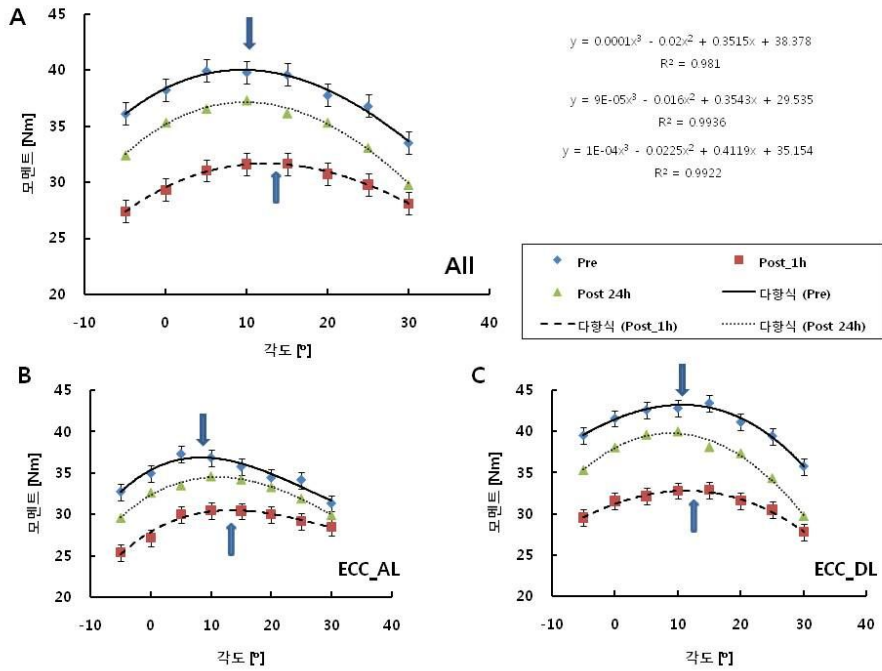 A
모멘트 [Nm]
45
40
35
30
25
20
-10
0
10
20
30
40
각도 [º]
All
y = 0.0001x³ - 0.02x² + 0.3515x + 38.378
R² = 0.981
y = 9E-05x³ - 0.016x² + 0.3543x + 29.535
R² = 0.9936
y = 1E-04x³ - 0.0225x² + 0.4119x + 35.154
R² = 0.9922
Pre
Post_1h
Post 24h
다항식 (Pre)
다항식 (Post_1h)
다항식 (Post 24h)
B
모멘트 [Nm]
45
40
35
30
25
20
-10
0
10
20
30
40
각도 [º]
ECC_AL
C
모멘트 [Nm]
45
40
35
30
25
20
-10
0
10
20
30
40
각도 [º]
ECC_DL